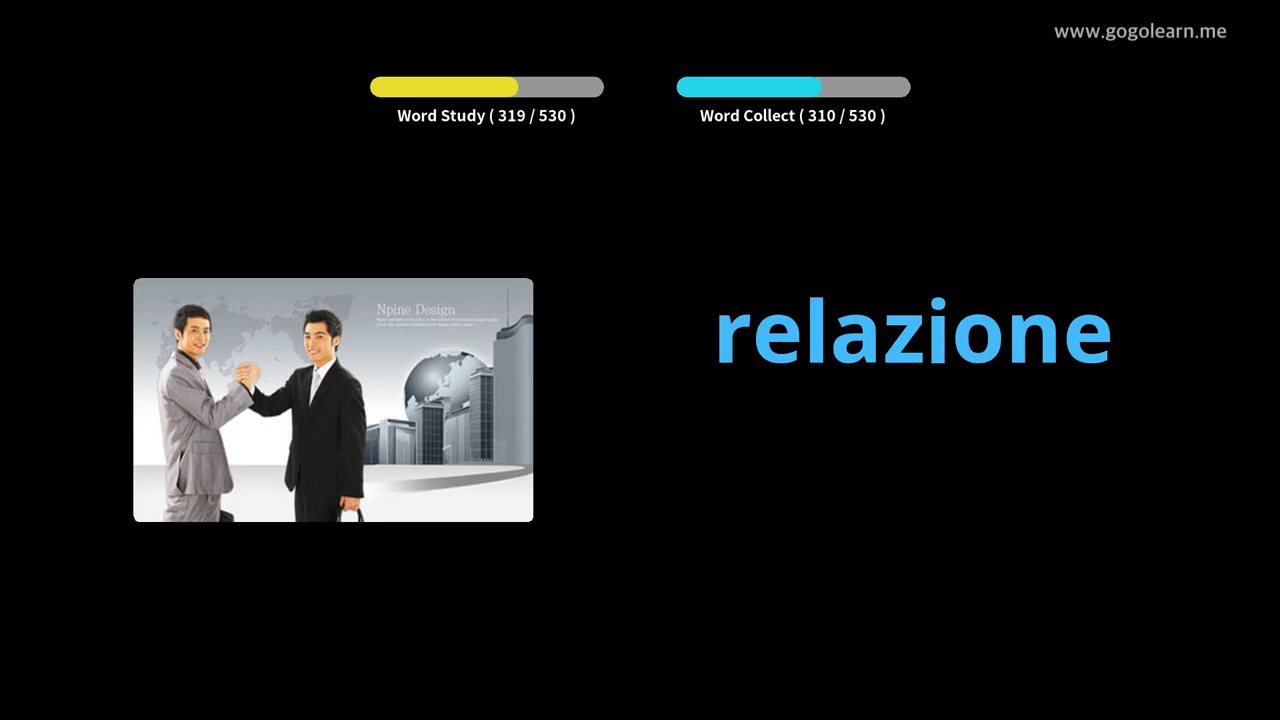 www.gogolearn.me
Word Study ( 319 / 530 )
Word Collect ( 310 / 530 )
Npine Design
relazione